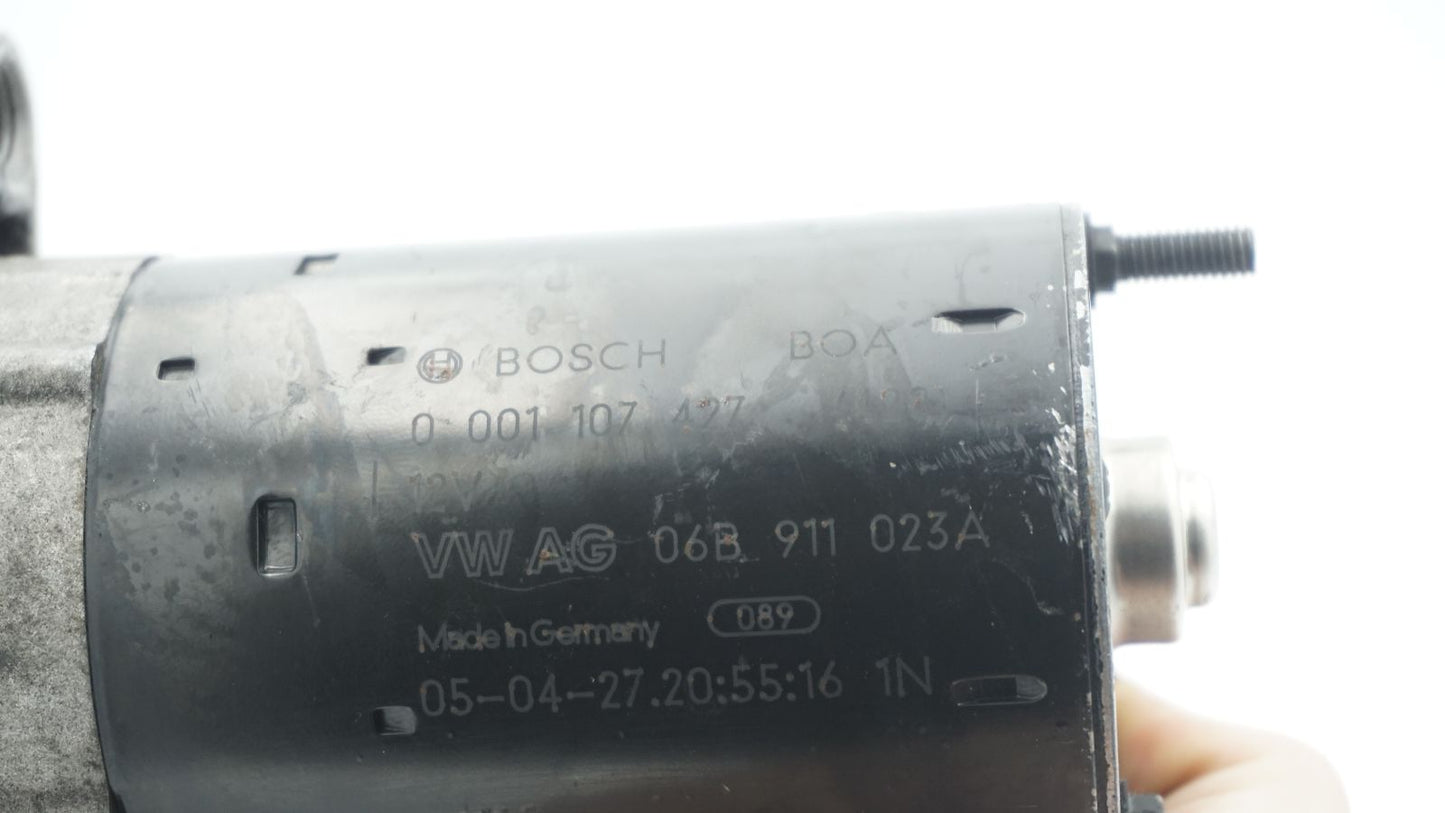 BOSCH BOA
0 001 107 427
12V
VW AG 06B 911 023A
Made in Germany 089
05-04-27.20:55:16 1N